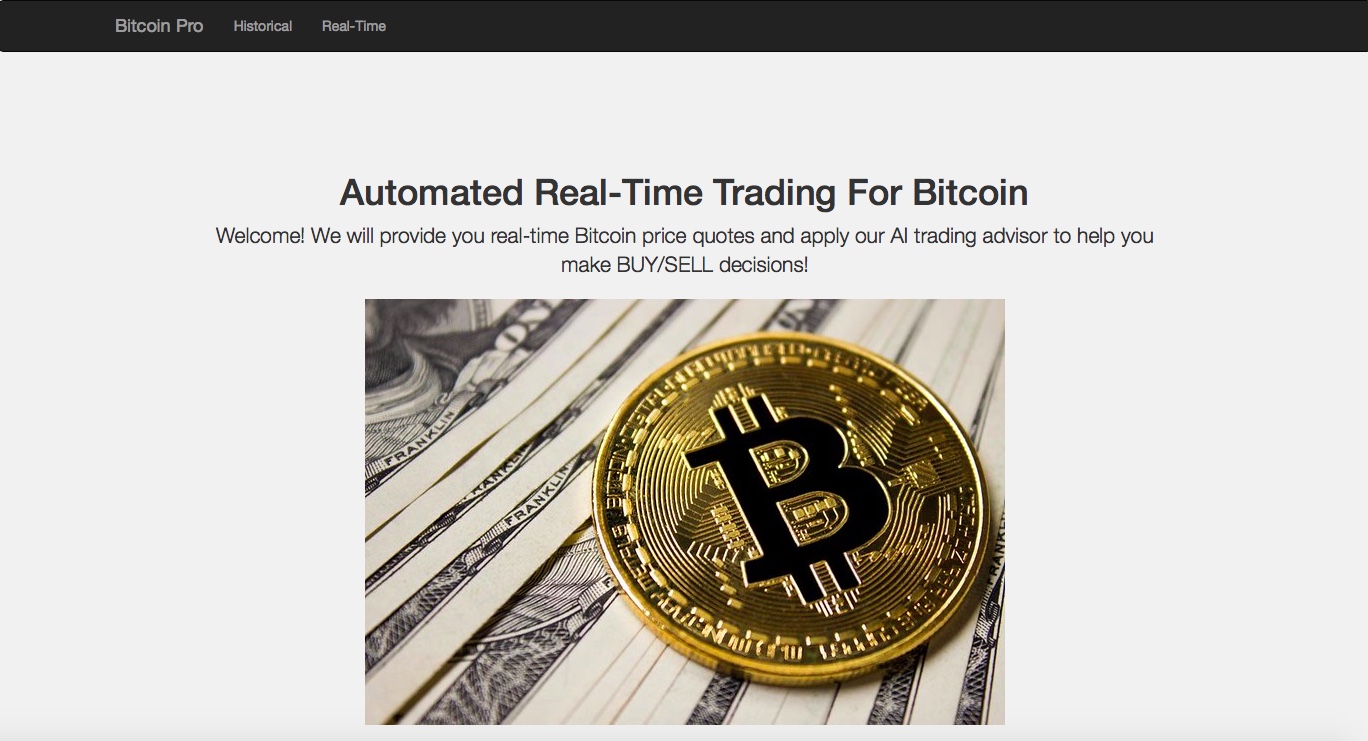 Bitcoin Pro Historical Real-Time
Automated Real-Time Trading For Bitcoin
Welcome! We will provide you real-time Bitcoin price quotes and apply our AI trading advisor to help you
make BUY/SELL decisions!
FRANKLIN
FRANKLIN
FRANKLIN